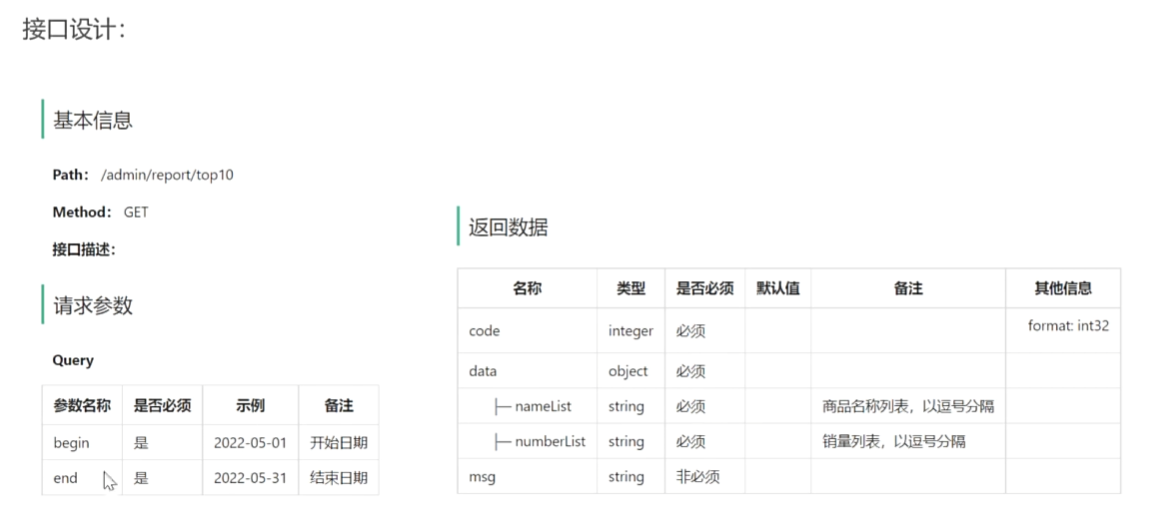 接口设计：
基本信息
Path： /admin/report/top10
Method： GET
接口描述：
请求参数
Query
参数名称 是否必须 示例 备注
begin 是 2022-05-01 开始日期
end 是 2022-05-31 结束日期
返回数据
名称 类型 是否必须 默认值 备注 其他信息
code integer 必须 format: int32
data object 必须
├─ nameList string 必须 商品名称列表，以逗号分隔
├─ numberList string 必须 销量列表，以逗号分隔
msg string 非必须